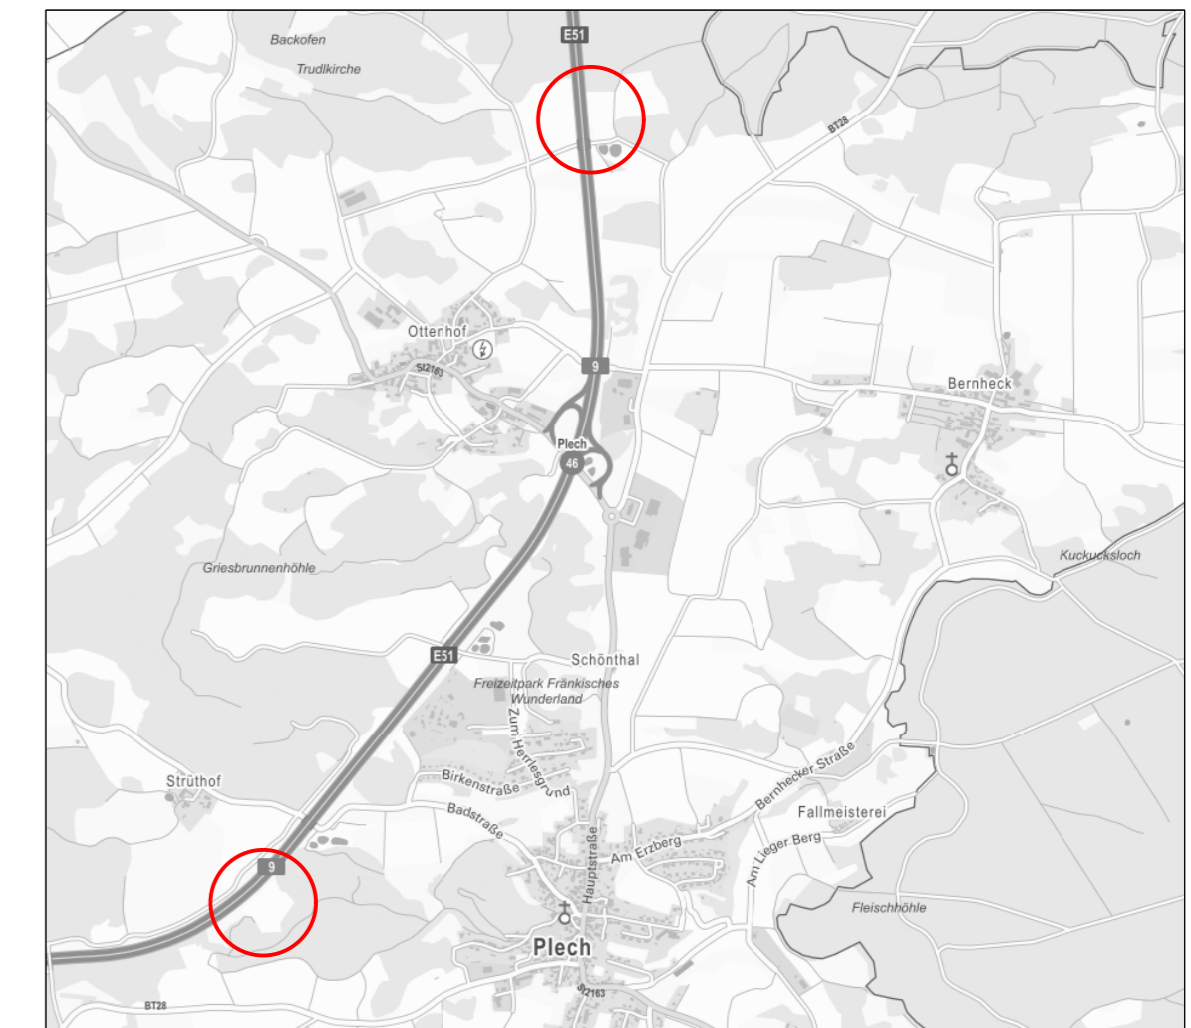 E51
Backofen
Trudlkirche
BT28
Otterhof
St2163
9
Bernheck
Plech
46
Kuckucksloch
Griesbrunnenhöhle
E51
Schönthal
Freizeitpark Fränkisches
Wunderland
Zum Herrlesgrund
Strüthof
Birkenstraße
Bernhecker Straße
Badstraße
Fallmeisterei
Am Erzberg
Am Lieger Berg
Hauptstraße
9
Fleischhöhle
Plech
BT28
St2163